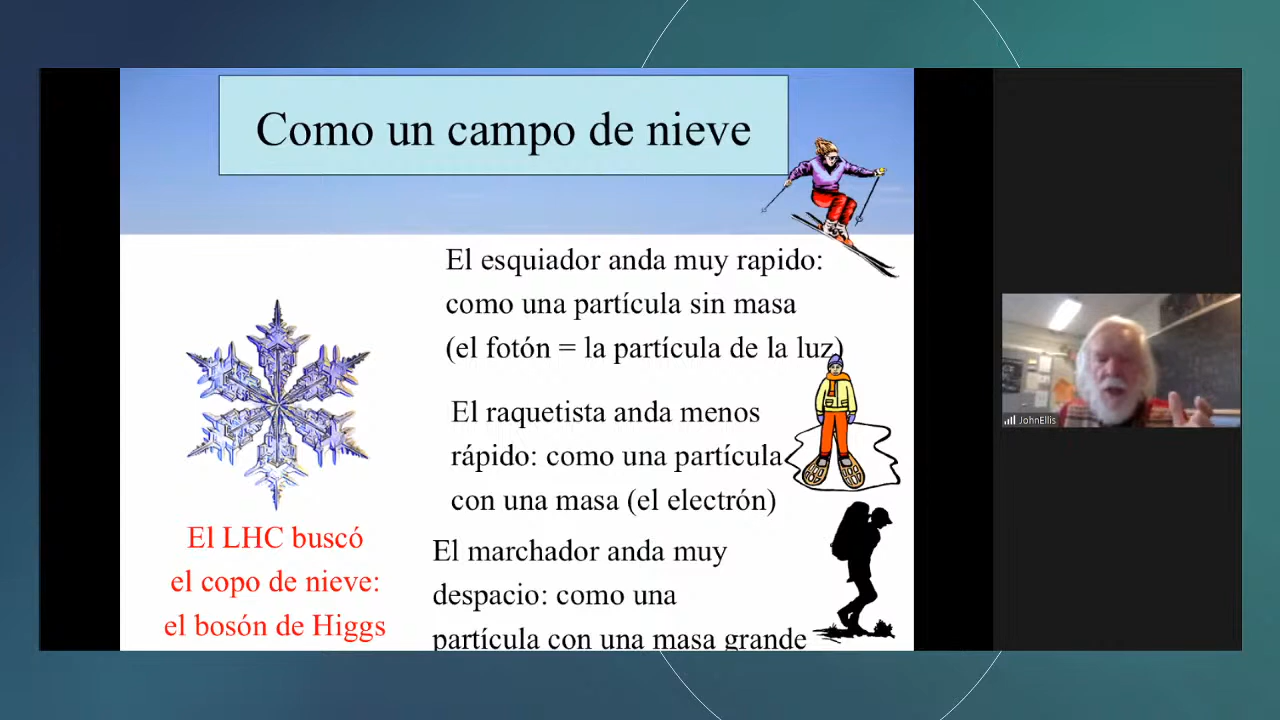 Como un campo de nieve
El esquiador anda muy rapido:
como una partícula sin masa
(el fotón = la partícula de la luz)
El raquetista anda menos
rápido: como una partícula
con una masa (el electrón)
El marchador anda muy
despacio: como una
partícula con una masa grande
El LHC buscó
el copo de nieve:
el bosón de Higgs
JohnEllis